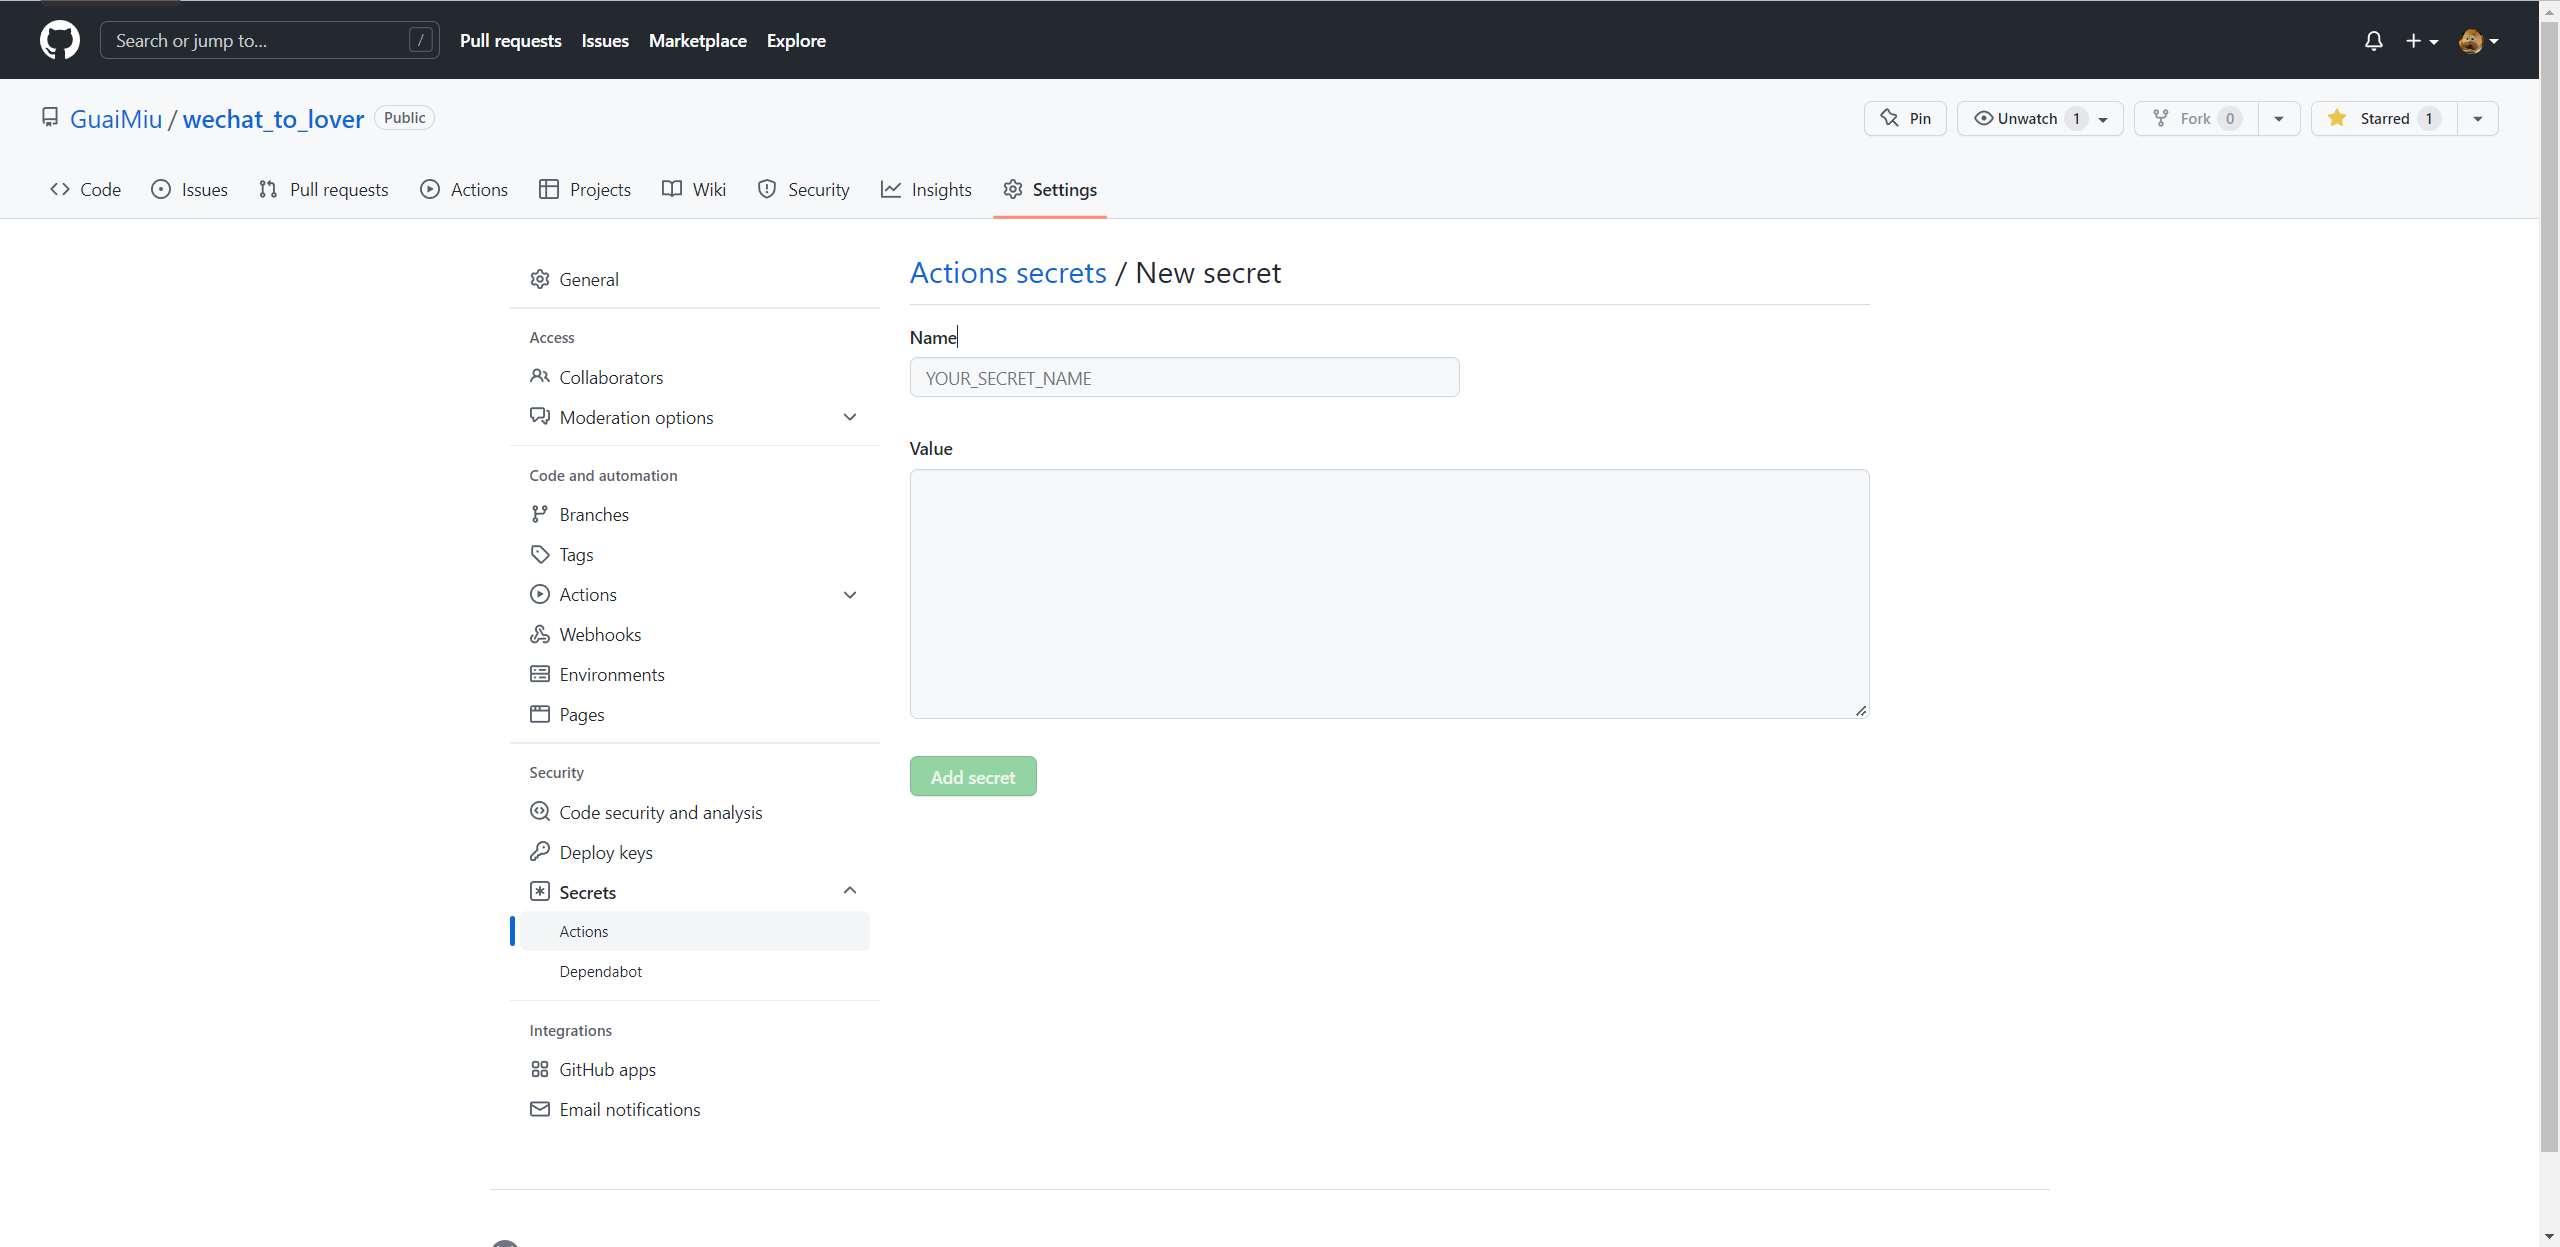 Search or jump to... /
Pull requests Issues Marketplace Explore
GuaiMiu / wechat_to_lover Public
Pin Unwatch 1 Fork 0 Starred 1
Code Issues Pull requests Actions Projects Wiki Security Insights Settings
General
Access
Collaborators
Moderation options
Code and automation
Branches
Tags
Actions
Webhooks
Environments
Pages
Security
Code security and analysis
Deploy keys
Secrets
Actions
Dependabot
Integrations
GitHub apps
Email notifications
Actions secrets / New secret
Name
YOUR_SECRET_NAME
Value
Add secret